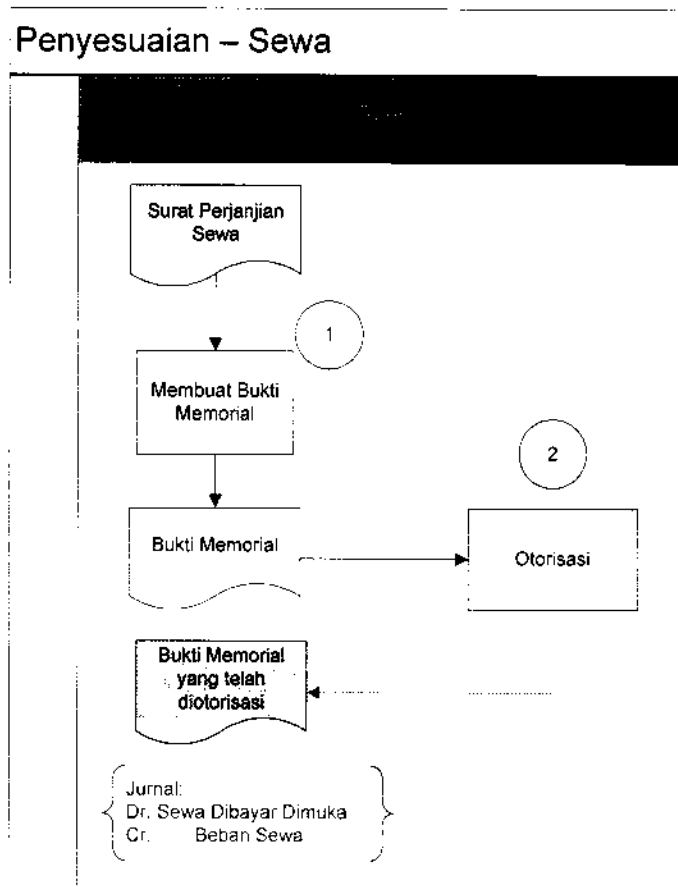 Penyesuaian – Sewa
Surat Perjanjian
Sewa
1
Membuat Bukti
Memorial
2
Bukti Memorial
Otorisasi
Bukti Memorial
yang telah
diotorisasi
Jurnal:
Dr. Sewa Dibayar Dimuka
Cr. Beban Sewa